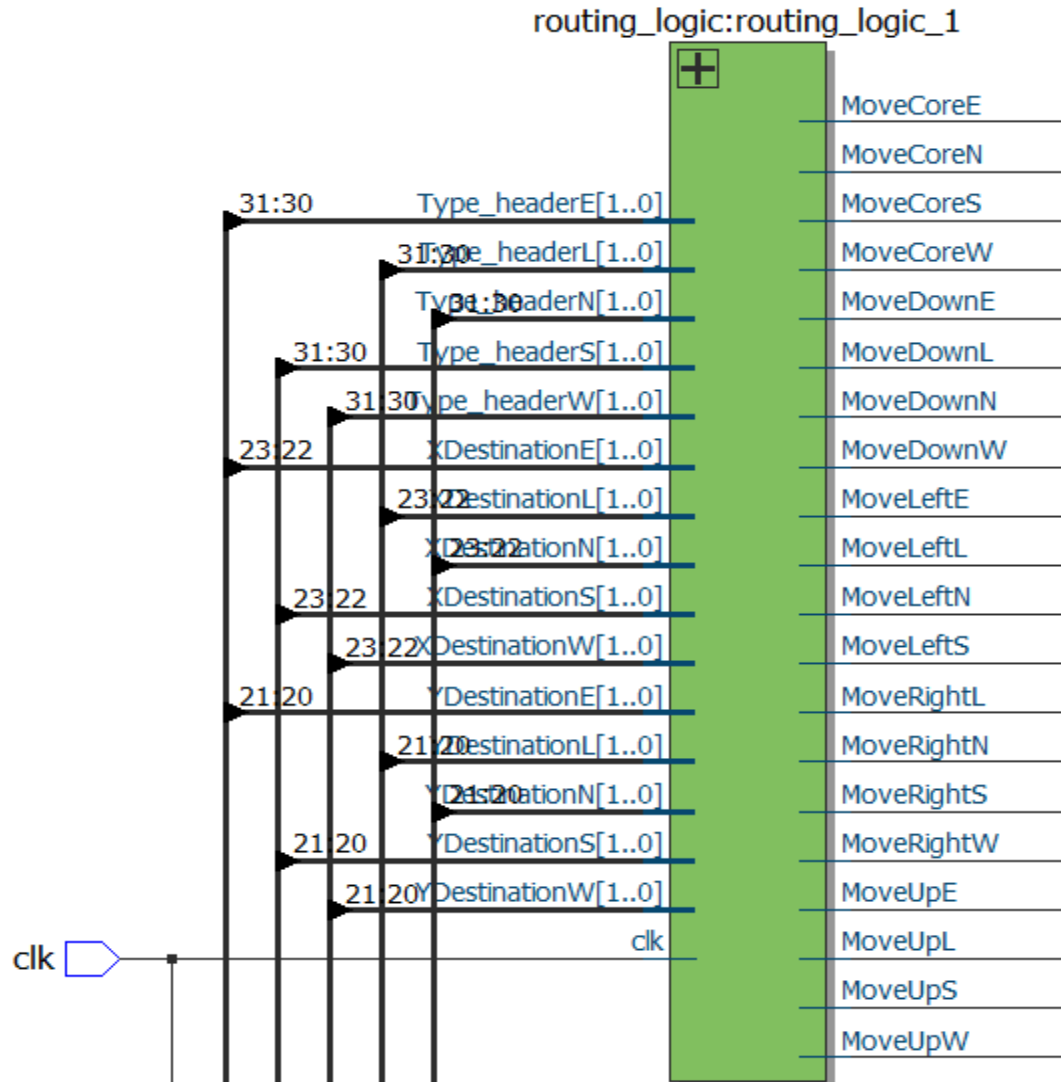 routing_logic:routing_logic_1
MoveCoreE
MoveCoreN
31:30 Type_headerE[1..0] MoveCoreS
31:30 Type_headerL[1..0] MoveCoreW
31:30 Type_headerN[1..0] MoveDownE
31:30 Type_headerS[1..0] MoveDownL
31:30 Type_headerW[1..0] MoveDownN
23:22 XDestinationE[1..0] MoveDownW
23:22 XDestinationL[1..0] MoveLeftE
23:22 XDestinationN[1..0] MoveLeftL
23:22 XDestinationS[1..0] MoveLeftN
23:22 XDestinationW[1..0] MoveLeftS
21:20 YDestinationE[1..0] MoveRightL
21:20 YDestinationL[1..0] MoveRightN
21:20 YDestinationN[1..0] MoveRightS
21:20 YDestinationS[1..0] MoveRightW
21:20 YDestinationW[1..0] MoveUpE
clk clk MoveUpL
MoveUpS
MoveUpW